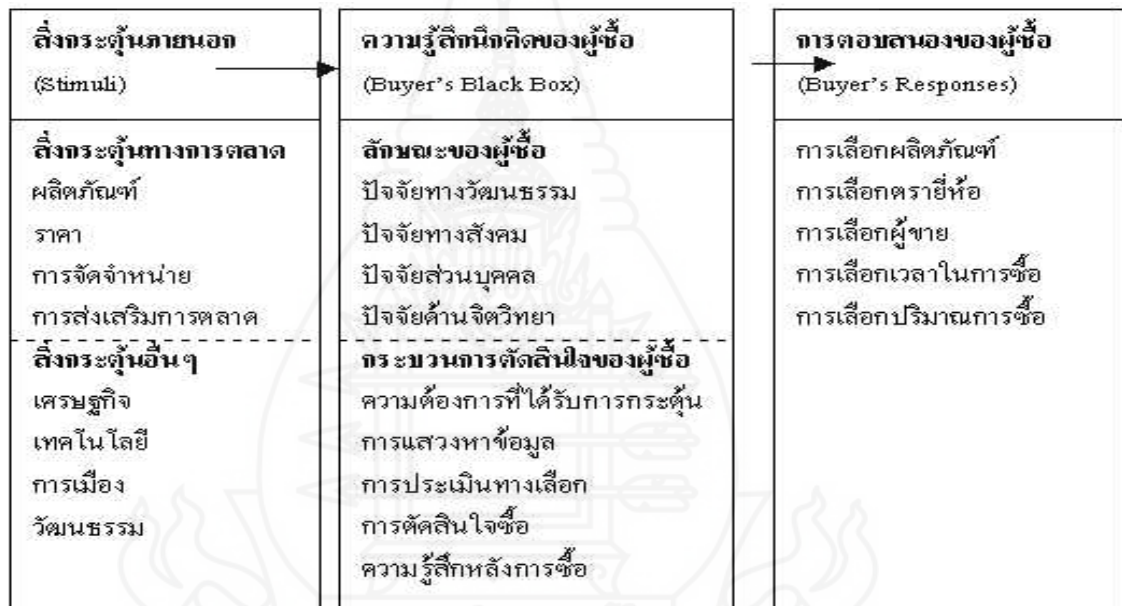 สิ่งกระตุ้นภายนอก
(Stimuli)
สิ่งกระตุ้นทางการตลาด
ผลิตภัณฑ์
ราคา
การจัดจำหน่าย
การส่งเสริมการตลาด
สิ่งกระตุ้นอื่นๆ
เศรษฐกิจ
เทคโนโลยี
การเมือง
วัฒนธรรม
ความรู้สึกนึกคิดของผู้ซื้อ
(Buyer's Black Box)
ลักษณะของผู้ซื้อ
ปัจจัยทางวัฒนธรรม
ปัจจัยทางสังคม
ปัจจัยส่วนบุคคล
ปัจจัยด้านจิตวิทยา
กระบวนการตัดสินใจของผู้ซื้อ
ความต้องการที่ได้รับการกระตุ้น
การแสวงหาข้อมูล
การประเมินทางเลือก
การตัดสินใจซื้อ
ความรู้สึกหลังการซื้อ
การตอบสนองของผู้ซื้อ
(Buyer's Responses)
การเลือกผลิตภัณฑ์
การเลือกตรายี่ห้อ
การเลือกผู้ขาย
การเลือกเวลาในการซื้อ
การเลือกปริมาณการซื้อ